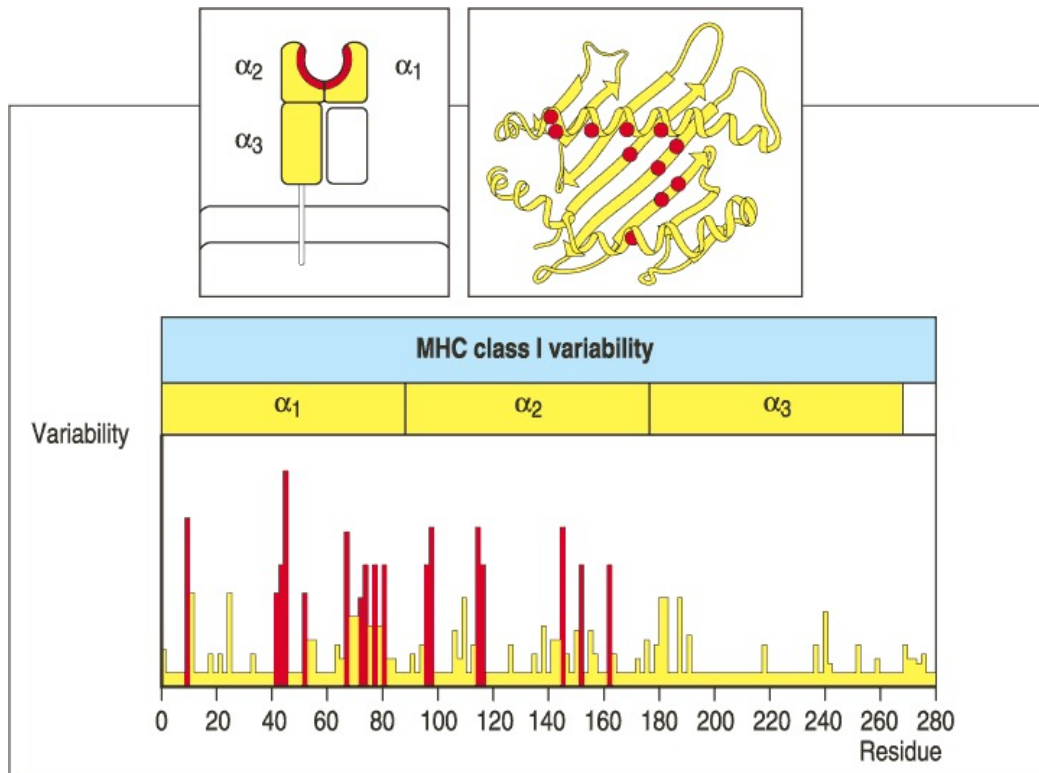 α2
α1
α3
MHC class I variability
α1
α2
α3
Variability
0 20 40 60 80 100 120 140 160 180 200 220 240 260 280
Residue